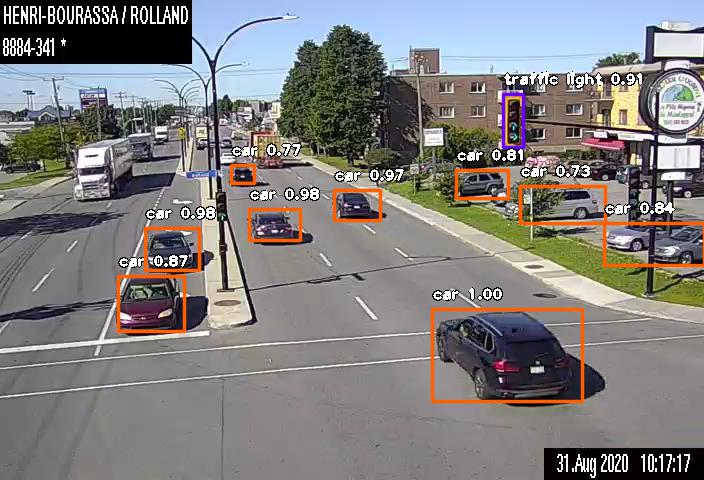 HENRI-BOURASSA / ROLLAND
8884-341 *
traffic light 0.91
car 0.77
car 0.81
car 0.97
car 0.73
car 0.98
car 0.98
car 0.84
car 0.87
car 1.00
31.Aug 2020 10:17:17